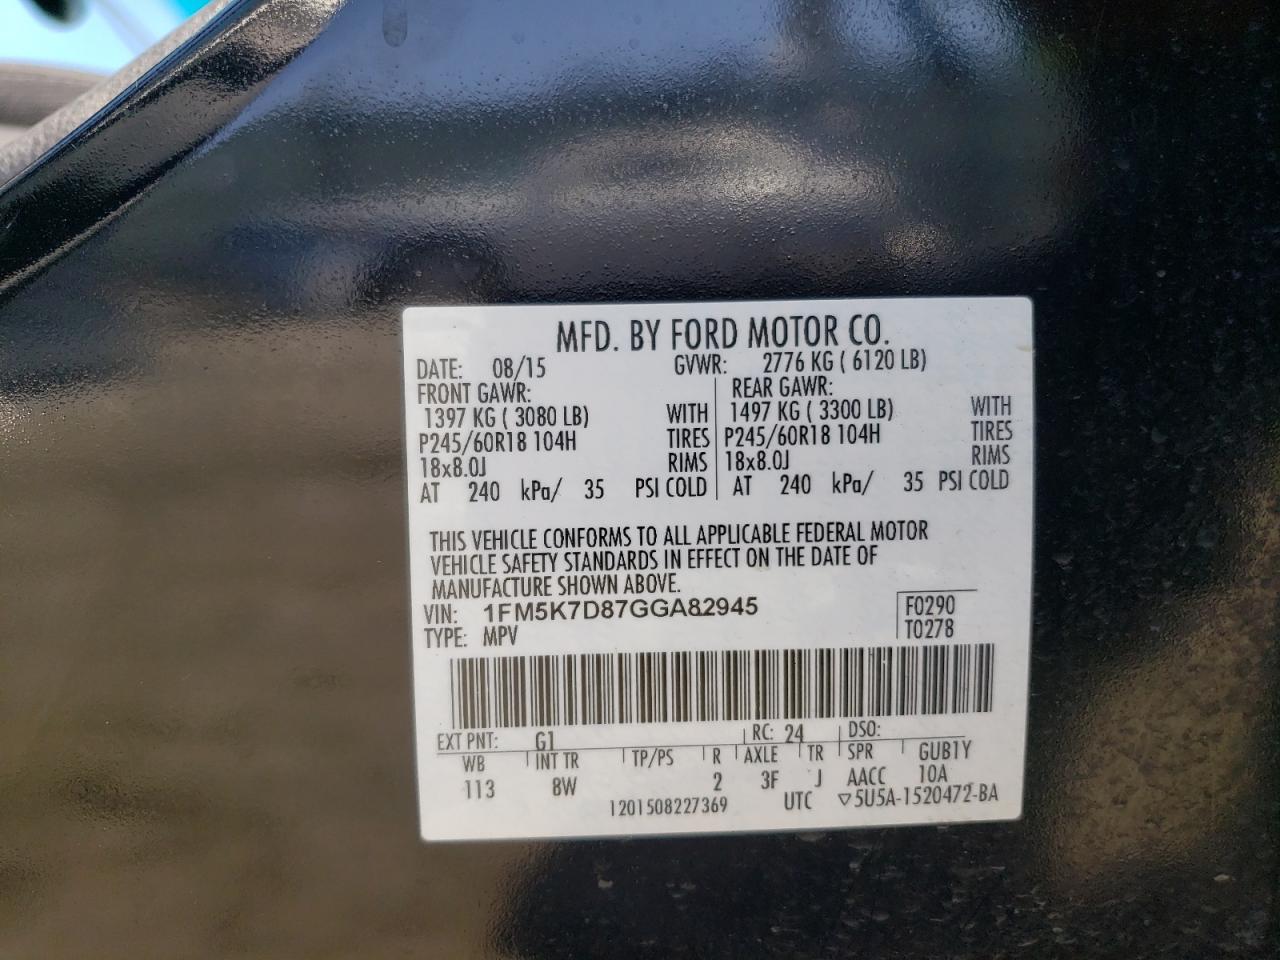 MFD. BY FORD MOTOR CO.
DATE: 08/15 GVWR: 2776 KG ( 6120 LB)
FRONT GAWR: REAR GAWR:
1397 KG ( 3080 LB) WITH 1497 KG ( 3300 LB) WITH
P245/60R18 104H TIRES P245/60R18 104H TIRES
18x8.0J RIMS 18x8.0J RIMS
AT 240 kPa/ 35 PSI COLD AT 240 kPa/ 35 PSI COLD
THIS VEHICLE CONFORMS TO ALL APPLICABLE FEDERAL MOTOR
VEHICLE SAFETY STANDARDS IN EFFECT ON THE DATE OF
MANUFACTURE SHOWN ABOVE.
VIN: 1FM5K7D87GGA82945 F0290
TYPE: MPV T0278
EXT PNT: G1 RC: 24 DSO:
WB INT TR TP/PS R AXLE TR SPR GUB1Y
113 8W 2 3F J AACC 10A
1201508227369 UTC ▽5U5A-1520472-BA